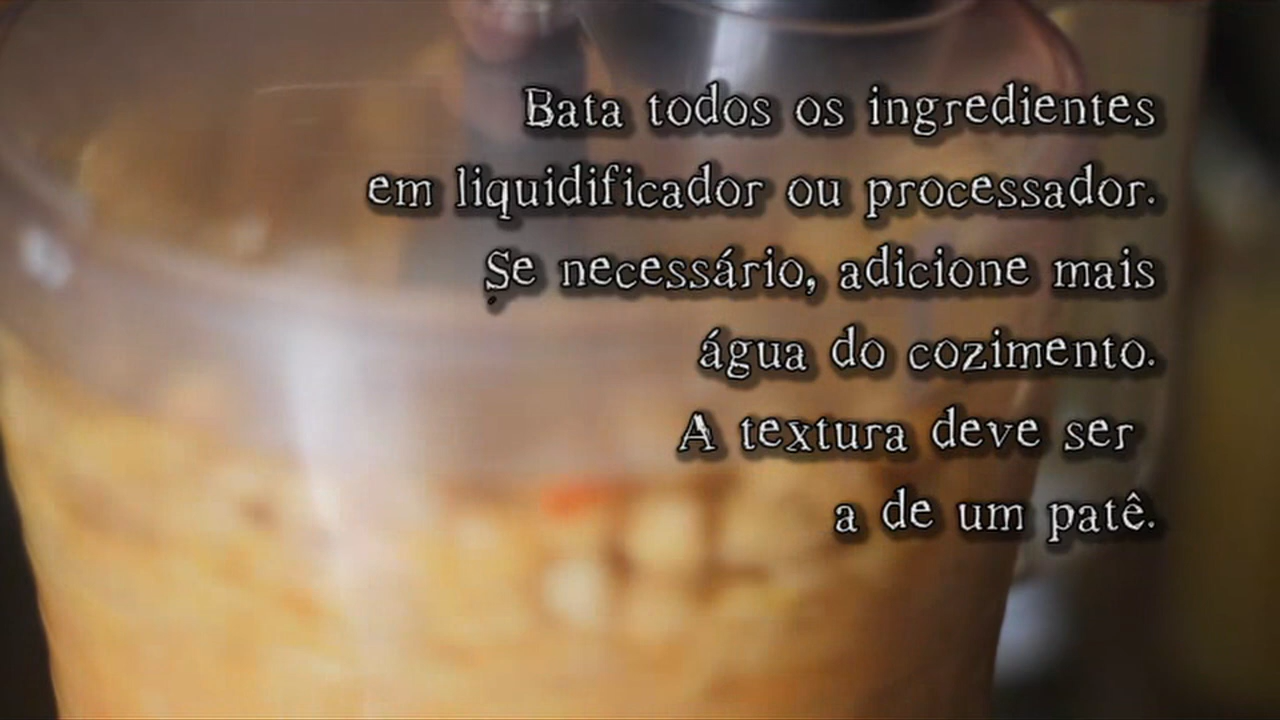 Bata todos os ingredientes
em liquidificador ou processador.
Se necessário, adicione mais
água do cozimento.
A textura deve ser
a de um patê.